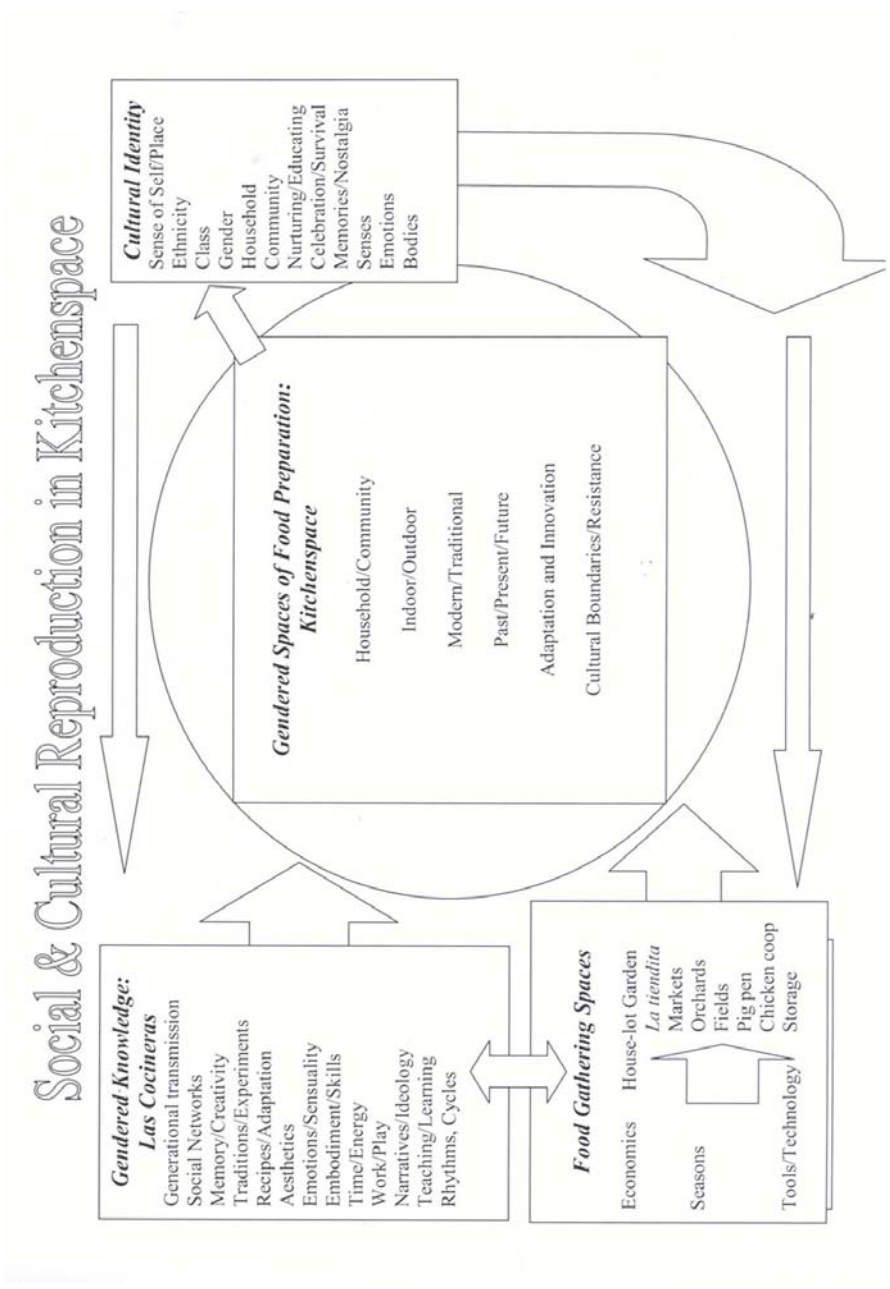 Social & Cultural Reproduction in Kitchenspace
Gendered Knowledge:
Las Cocineras
Generational transmission
Social Networks
Memory/Creativity
Traditions/Experiments
Recipes/Adaptation
Aesthetics
Emotions/Sensuality
Embodiment/Skills
Time/Energy
Work/Play
Narratives/Ideology
Teaching/Learning
Rhythms, Cycles
Food Gathering Spaces
Economics
Seasons
Tools/Technology
House-lot Garden
La tiendita
Markets
Orchards
Fields
Pig pen
Chicken coop
Storage
Gendered Spaces of Food Preparation:
Kitchenspace
Household/Community
Indoor/Outdoor
Modern/Traditional
Past/Present/Future
Adaptation and Innovation
Cultural Boundaries/Resistance
Cultural Identity
Sense of Self/Place
Ethnicity
Class
Gender
Household
Community
Nurturing/Educating
Celebration/Survival
Memories/Nostalgia
Senses
Emotions
Bodies